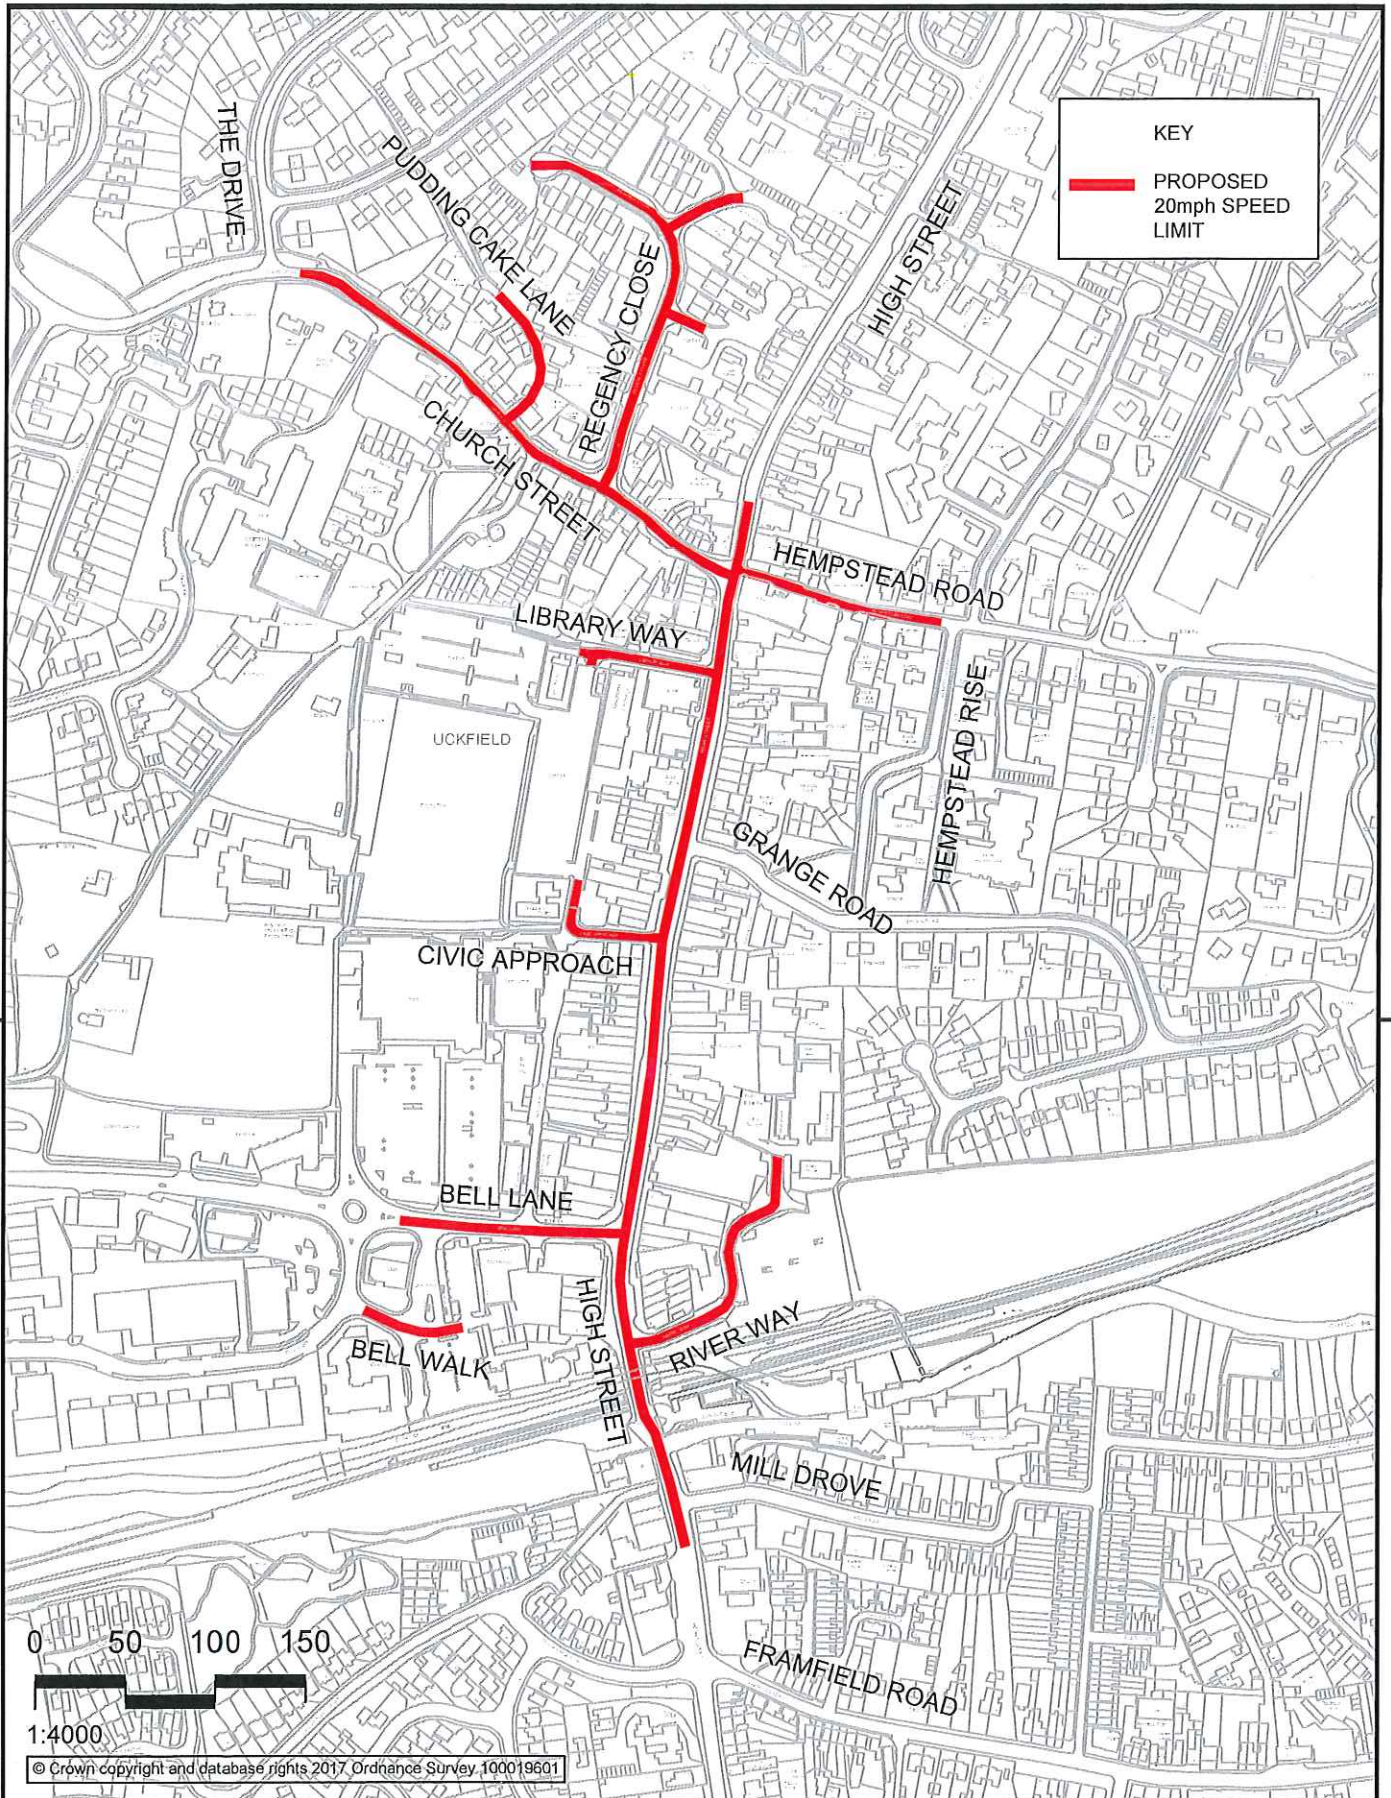 KEY
PROPOSED
20mph SPEED
LIMIT
THE DRIVE
PUDDING CAKE LANE
REGENCY CLOSE
HIGH STREET
CHURCH STREET
HEMPSTEAD ROAD
LIBRARY WAY
UCKFIELD
HEMPSTEAD RISE
GRANGE ROAD
CIVIC APPROACH
BELL LANE
HIGH STREET
RIVER WAY
BELL WALK
MILL DROVE
FRAMFIELD ROAD
0 50 100 150
1:4000
© Crown copyright and database rights 2017 Ordnance Survey 100019601